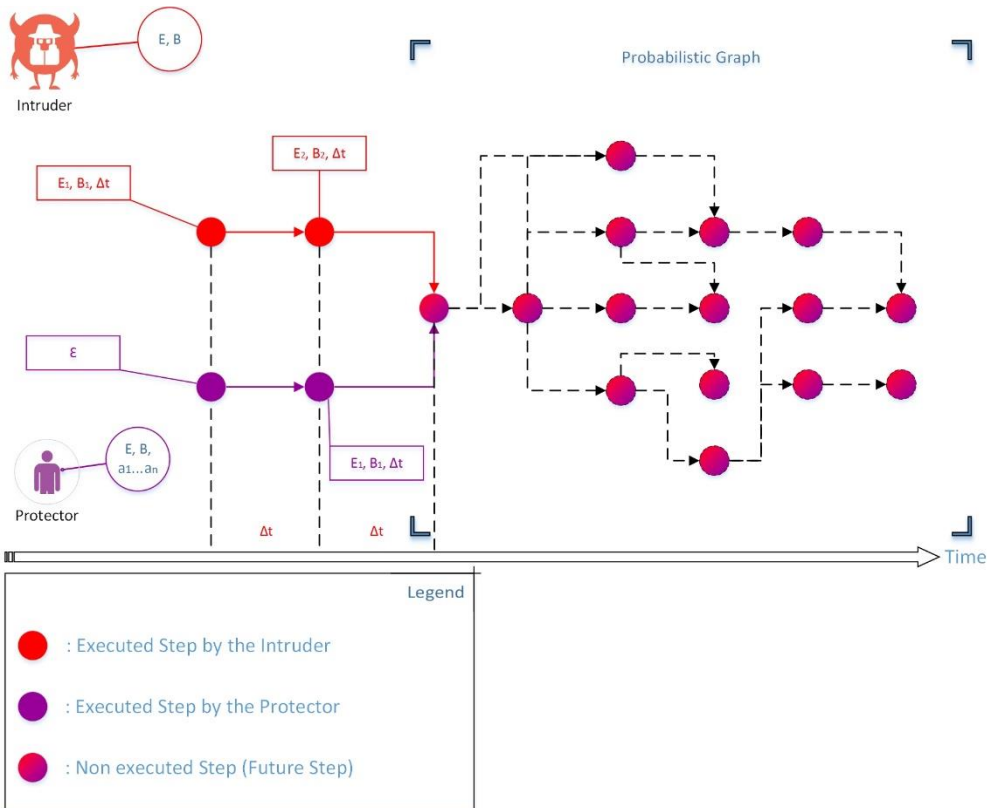 E, B
Probabilistic Graph
Intruder
E₂, B₂, Δt
E₁, B₁, Δt
ε
E₁, B₁, Δt
E, B,
a₁...aₙ
Protector
Δt
Δt
Time
Legend
: Executed Step by the Intruder
: Executed Step by the Protector
: Non executed Step (Future Step)